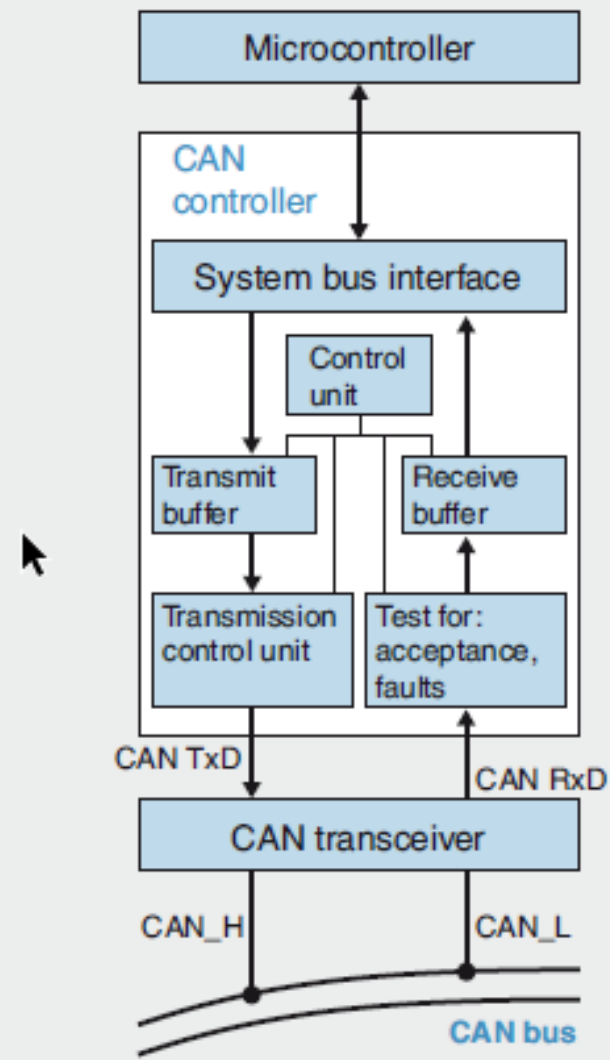 Microcontroller
CAN
controller
System bus interface
Control
unit
Transmit
buffer
Receive
buffer
Transmission
control unit
Test for:
acceptance,
faults
CAN TxD
CAN RxD
CAN transceiver
CAN_H
CAN_L
CAN bus